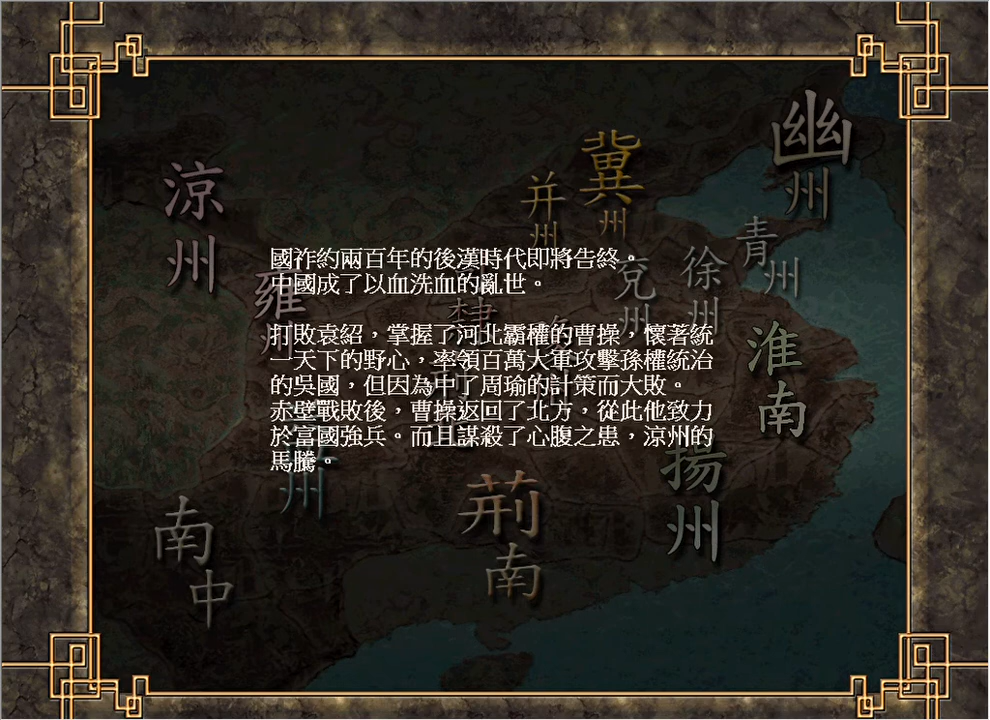 幽州
冀州
并州
涼州
青州
徐州
兗州
雍州
國祚約兩百年的後漢時代即將告終。
中國成了以血洗血的亂世。
打敗袁紹，掌握了河北霸權的曹操，懷著統
一天下的野心，率領百萬大軍攻擊孫權統治
的吳國，但因為中了周瑜的計策而大敗。
赤壁戰敗後，曹操返回了北方，從此他致力
於富國強兵。而且謀殺了心腹之患，涼州的
馬騰。
淮南
揚州
荊南
南中